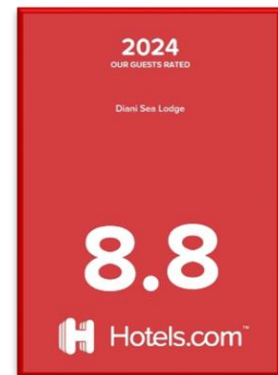 2024
OUR GUESTS RATED
Diani Sea Lodge
8.8
Hotels.com™